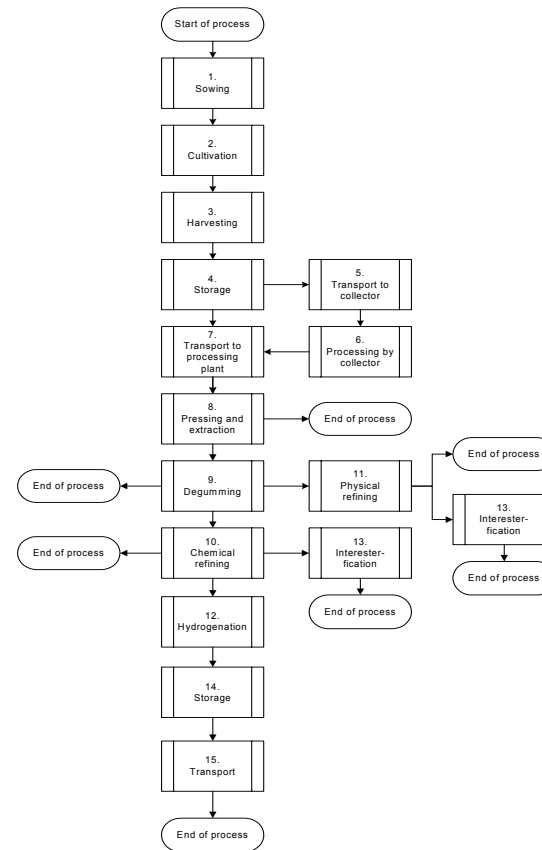 Start of process
1.
Sowing
2.
Cultivation
3.
Harvesting
4.
Storage
5.
Transport to
collector
7.
Transport to
processing
plant
6.
Processing by
collector
8.
Pressing and
extraction
End of process
End of process
9.
Degumming
11.
Physical
refining
End of process
13.
Interester-
fication
End of process
End of process
10.
Chemical
refining
13.
Interester-
fication
End of process
12.
Hydrogenation
14.
Storage
15.
Transport
End of process